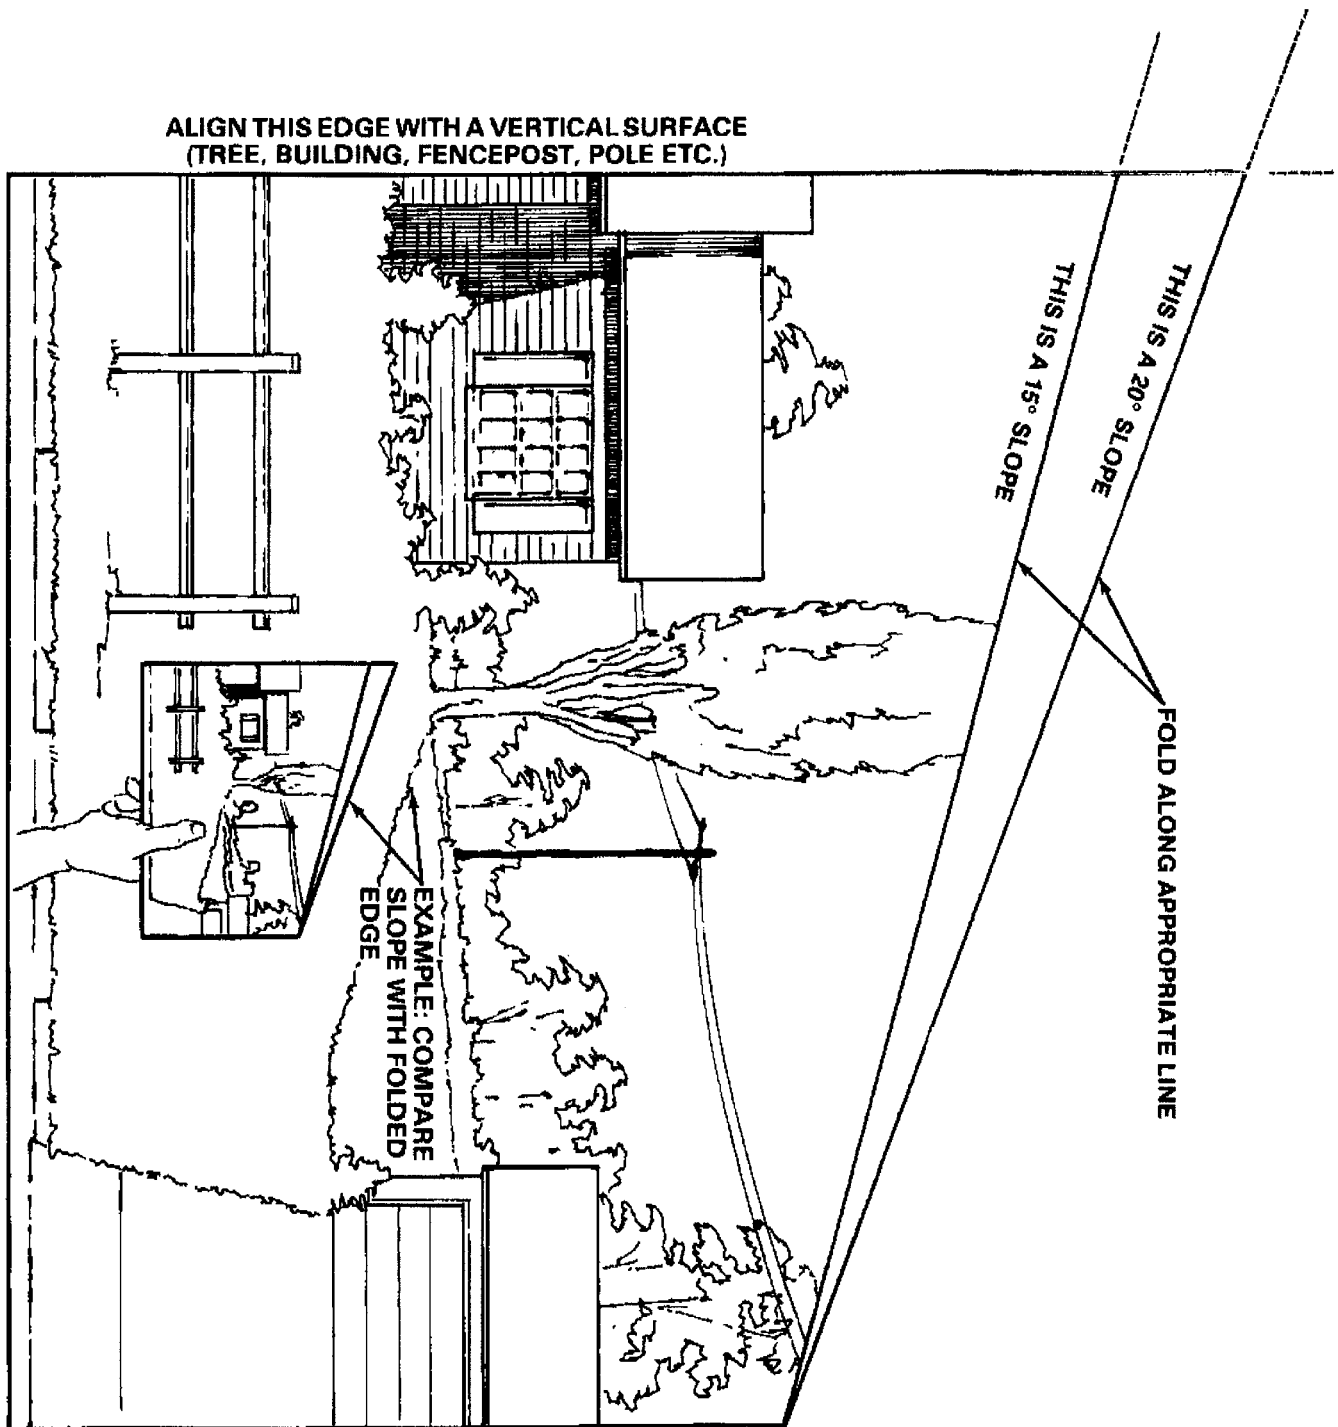 ALIGN THIS EDGE WITH A VERTICAL SURFACE
(TREE, BUILDING, FENCEPOST, POLE ETC.)
THIS IS A 20° SLOPE
THIS IS A 15° SLOPE
FOLD ALONG APPROPRIATE LINE
EXAMPLE: COMPARE
SLOPE WITH FOLDED
EDGE